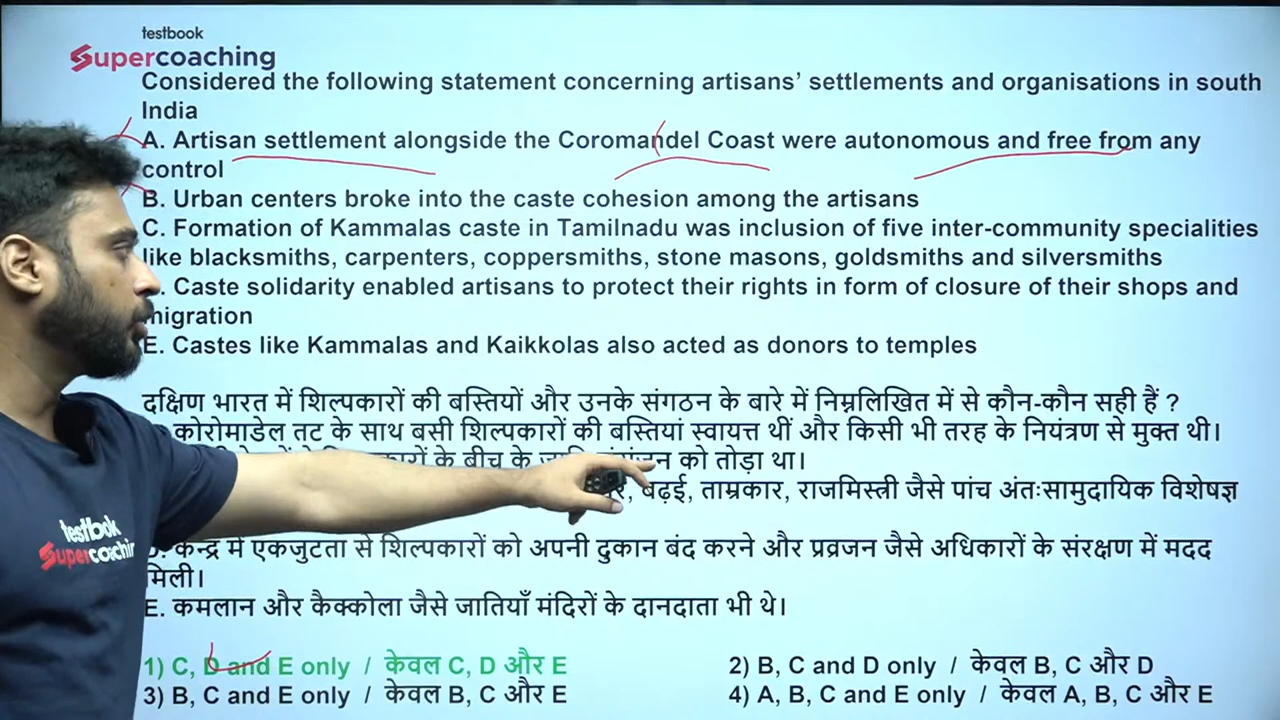 testbook
Supercoaching
Considered the following statement concerning artisans’ settlements and organisations in south
India
A. Artisan settlement alongside the Coromandel Coast were autonomous and free from any
control
B. Urban centers broke into the caste cohesion among the artisans
C. Formation of Kammalas caste in Tamilnadu was inclusion of five inter-community specialities
like blacksmiths, carpenters, coppersmiths, stone masons, goldsmiths and silversmiths
Caste solidarity enabled artisans to protect their rights in form of closure of their shops and
migration
E. Castes like Kammalas and Kaikkolas also acted as donors to temples
दक्षिण भारत में शिल्पकारों की बस्तियों और उनके संगठन के बारे में निम्नलिखित में से कौन-कौन सही हैं ?
कोरोमाडेल तट के साथ बसी शिल्पकारों की बस्तियां स्वायत्त थीं और किसी भी तरह के नियंत्रण से मुक्त थी।
के बीच के को तोड़ा था।
बढ़ई, ताम्रकार, राजमिस्त्री जैसे पांच अंतःसामुदायिक विशेषज्ञ
केन्द्र में एकजुटता से शिल्पकारों को अपनी दुकान बंद करने और प्रव्रजन जैसे अधिकारों के संरक्षण में मदद
मिली।
E. कमलान और कैक्कोला जैसे जातियाँ मंदिरों के दानदाता भी थे।
1) C, D and E only / केवल C, D और E
2) B, C and D only / केवल B, C और D
3) B, C and E only / केवल B, C और E
4) A, B, C and E only / केवल A, B, C और E
testbook
Supercoachin